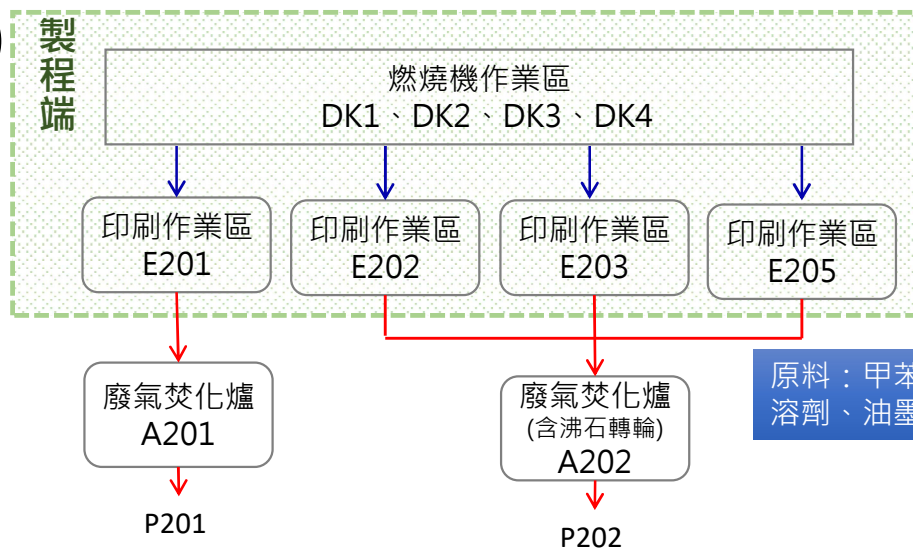 )
製程端
燃燒機作業區
DK1、DK2、DK3、DK4
印刷作業區
E201
印刷作業區
E202
印刷作業區
E203
印刷作業區
E205
廢氣焚化爐
A201
廢氣焚化爐
(含沸石轉輪)
A202
原料：甲苯
溶劑、油墨
P201
P202